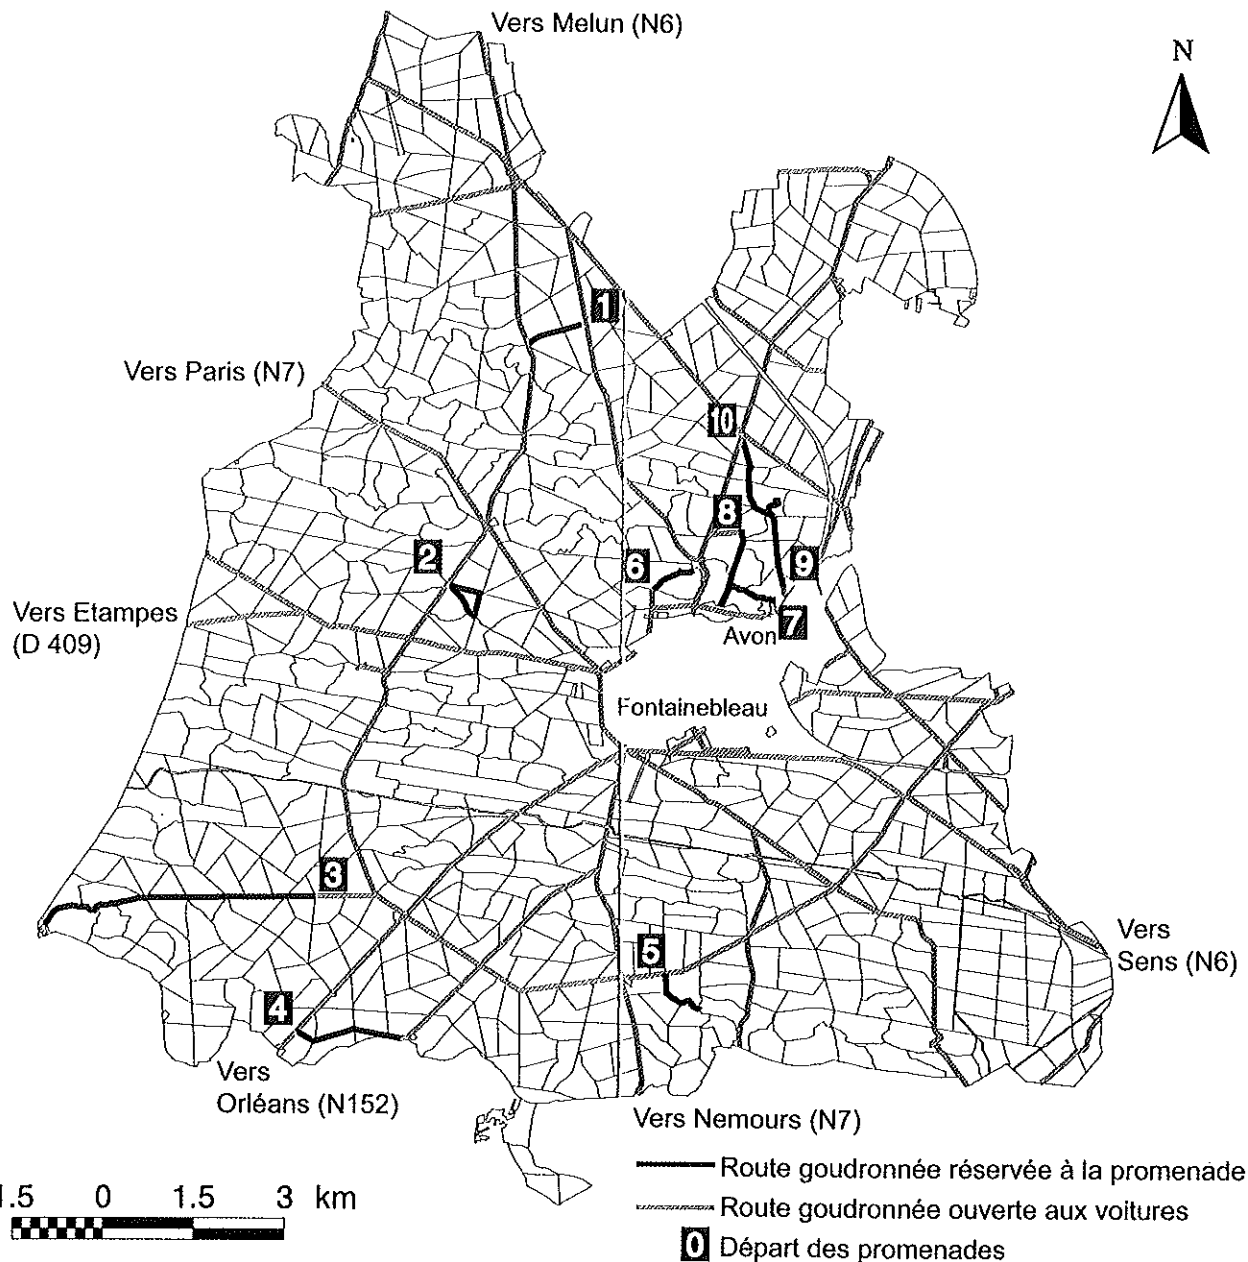 Vers Melun (N6)
N
1
Vers Paris (N7)
10
8
2
6
9
Vers Etampes
(D 409)
7
Avon
Fontainebleau
3
5
Vers
Sens (N6)
4
Vers
Orléans (N152)
Vers Nemours (N7)
Route goudronnée réservée à la promenade
1.5 0 1.5 3 km
Route goudronnée ouverte aux voitures
0 Départ des promenades